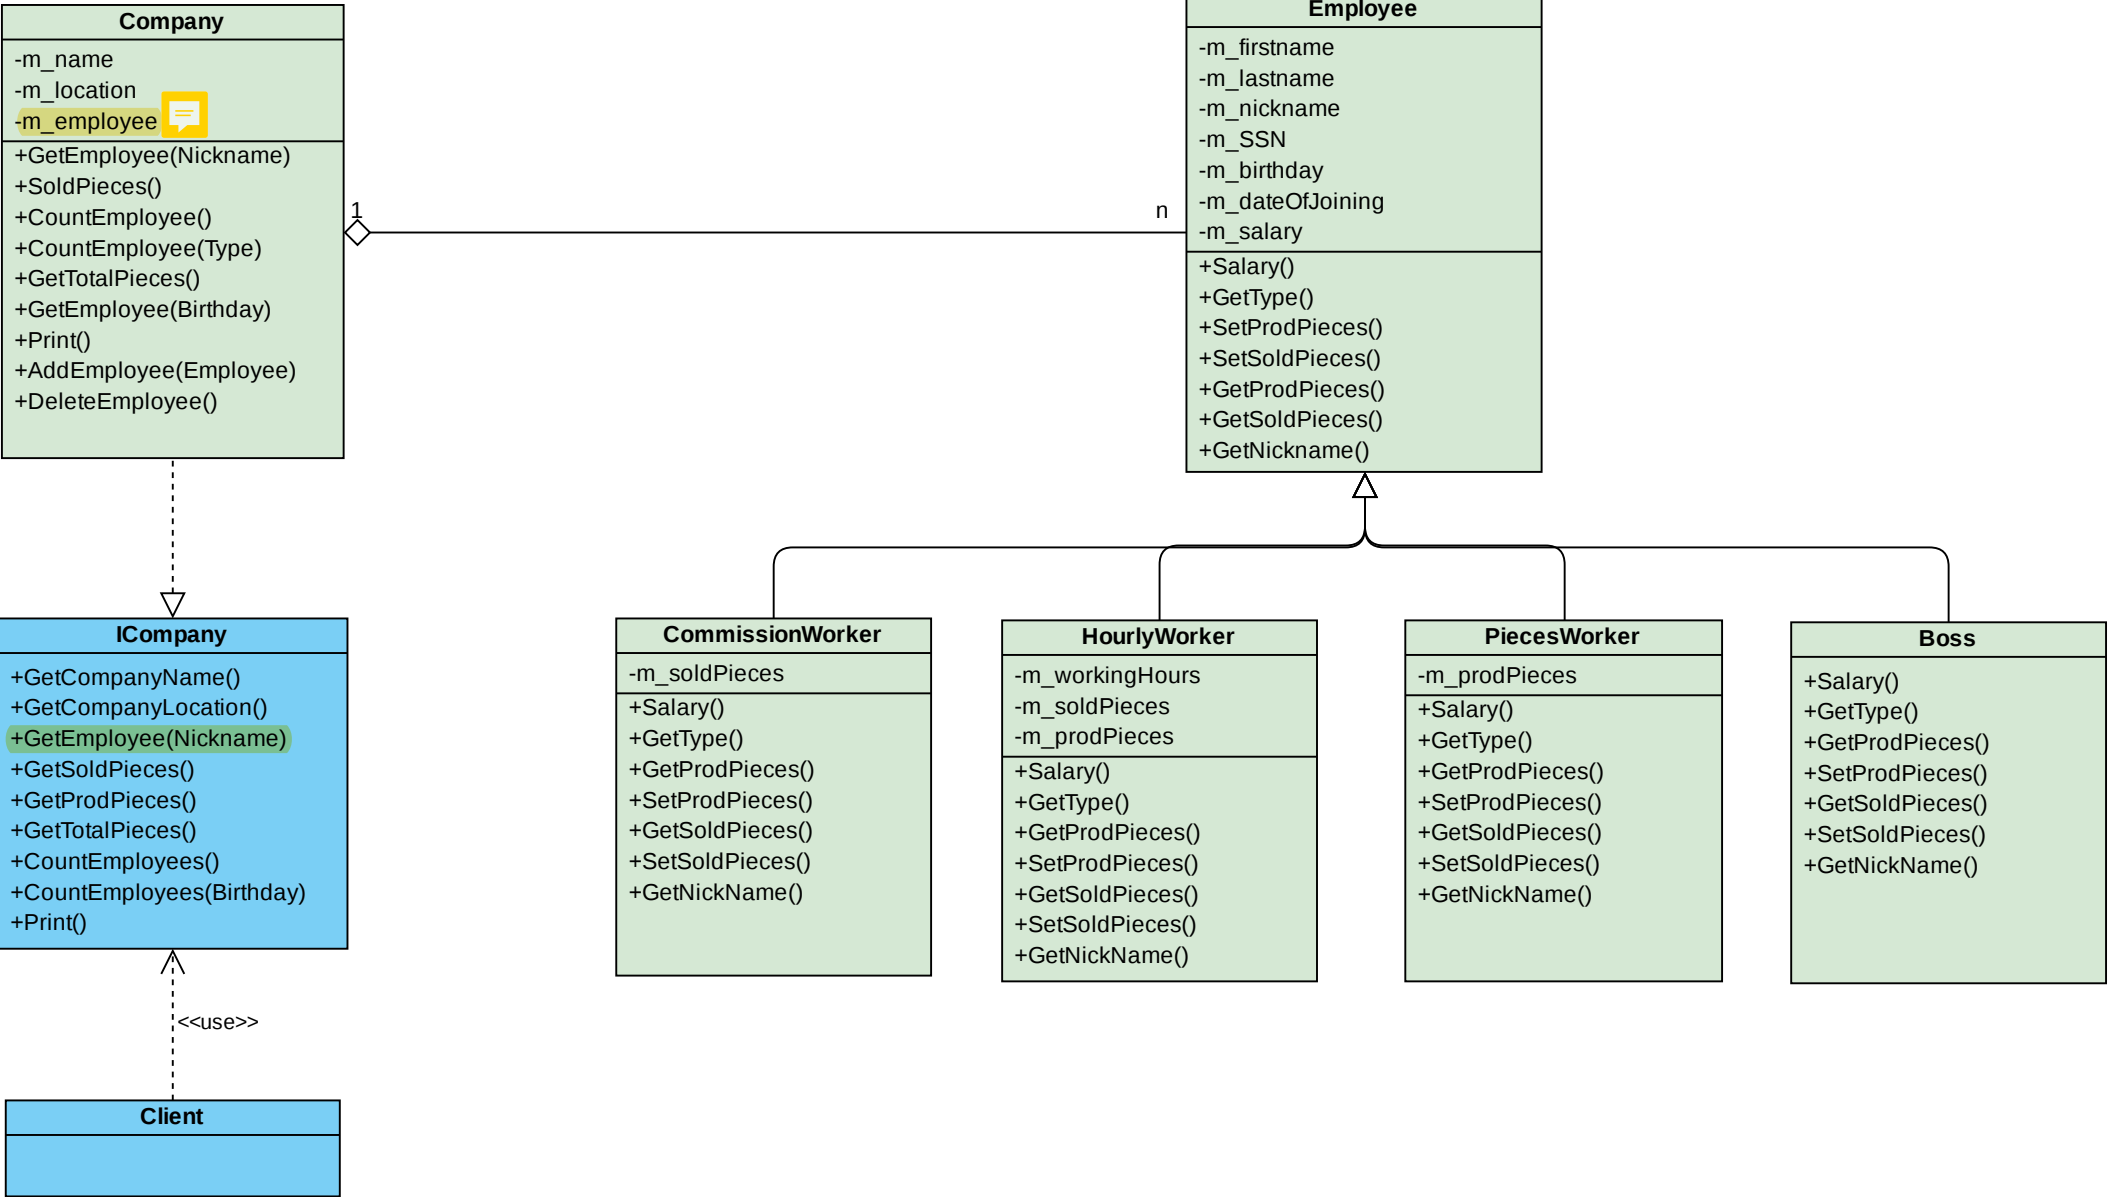 Company
-m_name
-m_location
-m_employee
+GetEmployee(Nickname)
+SoldPieces()
+CountEmployee()
+CountEmployee(Type)
+GetTotalPieces()
+GetEmployee(Birthday)
+Print()
+AddEmployee(Employee)
+DeleteEmployee()
1
n
Employee
-m_firstname
-m_lastname
-m_nickname
-m_SSN
-m_birthday
-m_dateOfJoining
-m_salary
+Salary()
+GetType()
+SetProdPieces()
+SetSoldPieces()
+GetProdPieces()
+GetSoldPieces()
+GetNickname()
ICompany
+GetCompanyName()
+GetCompanyLocation()
+GetEmployee(Nickname)
+GetSoldPieces()
+GetProdPieces()
+GetTotalPieces()
+CountEmployees()
+CountEmployees(Birthday)
+Print()
CommissionWorker
-m_soldPieces
+Salary()
+GetType()
+GetProdPieces()
+SetProdPieces()
+GetSoldPieces()
+SetSoldPieces()
+GetNickName()
HourlyWorker
-m_workingHours
-m_soldPieces
-m_prodPieces
+Salary()
+GetType()
+GetProdPieces()
+SetProdPieces()
+GetSoldPieces()
+SetSoldPieces()
+GetNickName()
PiecesWorker
-m_prodPieces
+Salary()
+GetType()
+GetProdPieces()
+SetProdPieces()
+GetSoldPieces()
+SetSoldPieces()
+GetNickName()
Boss
+Salary()
+GetType()
+GetProdPieces()
+SetProdPieces()
+GetSoldPieces()
+SetSoldPieces()
+GetNickName()
<<use>>
Client